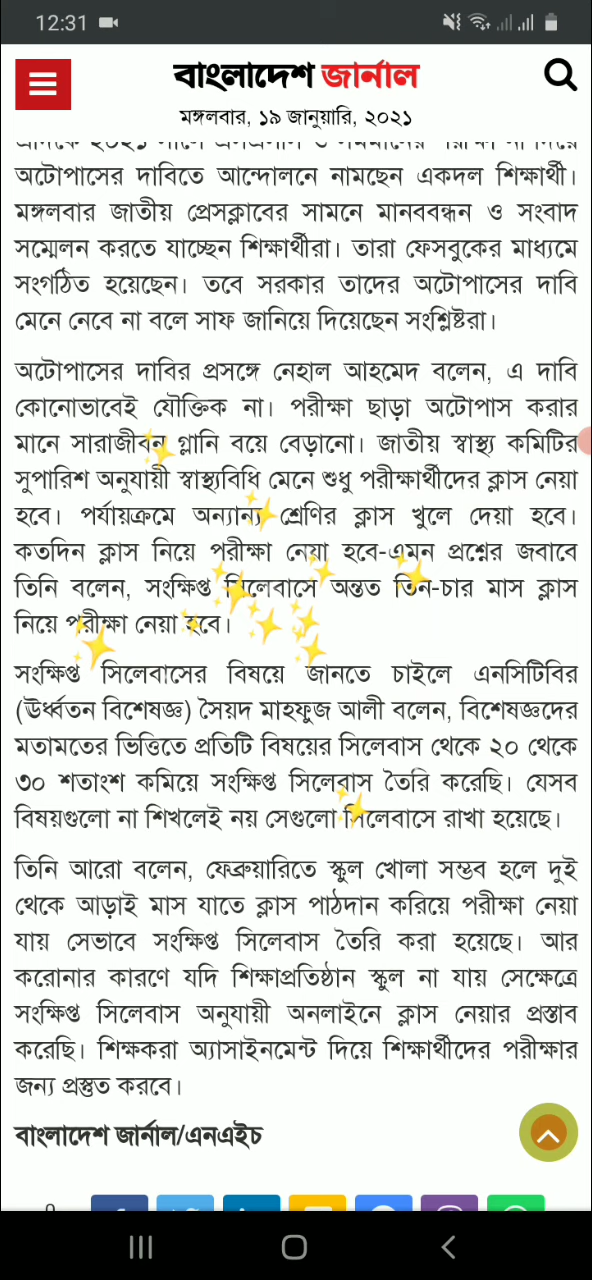 12:31
বাংলাদেশ জার্নাল
মঙ্গলবার, ১৯ জানুয়ারি, ২০২১
অটোপাসের দাবিতে আন্দোলনে নামছেন একদল শিক্ষার্থী।
মঙ্গলবার জাতীয় প্রেসক্লাবের সামনে মানববন্ধন ও সংবাদ
সম্মেলন করতে যাচ্ছেন শিক্ষার্থীরা। তারা ফেসবুকের মাধ্যমে
সংগঠিত হয়েছেন। তবে সরকার তাদের অটোপাসের দাবি
মেনে নেবে না বলে সাফ জানিয়ে দিয়েছেন সংশ্লিষ্টরা।
অটোপাসের দাবির প্রসঙ্গে নেহাল আহমেদ বলেন, এ দাবি
কোনোভাবেই যৌক্তিক না। পরীক্ষা ছাড়া অটোপাস করার
মানে সারাজীবন গ্লানি বয়ে বেড়ানো। জাতীয় স্বাস্থ্য কমিটির
সুপারিশ অনুযায়ী স্বাস্থ্যবিধি মেনে শুধু পরীক্ষার্থীদের ক্লাস নেয়া
হবে। পর্যায়ক্রমে অন্যান্য শ্রেণির ক্লাস খুলে দেয়া হবে।
কতদিন ক্লাস নিয়ে পরীক্ষা নেয়া হবে-এমন প্রশ্নের জবাবে
তিনি বলেন, সংক্ষিপ্ত সিলেবাসে অন্তত তিন-চার মাস ক্লাস
নিয়ে পরীক্ষা নেয়া হবে।
সংক্ষিপ্ত সিলেবাসের বিষয়ে জানতে চাইলে এনসিটিবির
(ঊর্ধ্বতন বিশেষজ্ঞ) সৈয়দ মাহফুজ আলী বলেন, বিশেষজ্ঞদের
মতামতের ভিত্তিতে প্রতিটি বিষয়ের সিলেবাস থেকে ২০ থেকে
৩০ শতাংশ কমিয়ে সংক্ষিপ্ত সিলেবাস তৈরি করেছি। যেসব
বিষয়গুলো না শিখলেই নয় সেগুলো সিলেবাসে রাখা হয়েছে।
তিনি আরো বলেন, ফেব্রুয়ারিতে স্কুল খোলা সম্ভব হলে দুই
থেকে আড়াই মাস যাতে ক্লাস পাঠদান করিয়ে পরীক্ষা নেয়া
যায় সেভাবে সংক্ষিপ্ত সিলেবাস তৈরি করা হয়েছে। আর
করোনার কারণে যদি শিক্ষাপ্রতিষ্ঠান স্কুল না যায় সেক্ষেত্রে
সংক্ষিপ্ত সিলেবাস অনুযায়ী অনলাইনে ক্লাস নেয়ার প্রস্তাব
করেছি। শিক্ষকরা অ্যাসাইনমেন্ট দিয়ে শিক্ষার্থীদের পরীক্ষার
জন্য প্রস্তুত করবে।
বাংলাদেশ জার্নাল/এনএইচ